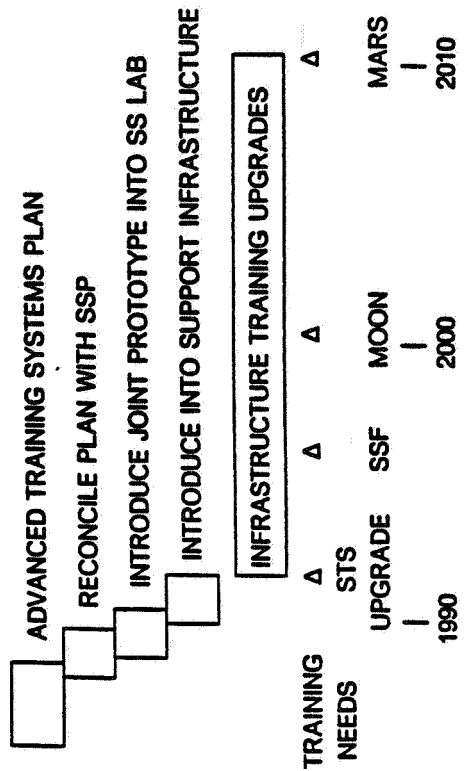 ADVANCED TRAINING SYSTEMS PLAN
RECONCILE PLAN WITH SSP
INTRODUCE JOINT PROTOTYPE INTO SS LAB
INTRODUCE INTO SUPPORT INFRASTRUCTURE
INFRASTRUCTURE TRAINING UPGRADES
TRAINING
NEEDS
STS
UPGRADE
SSF
MOON
MARS
1990
2000
2010